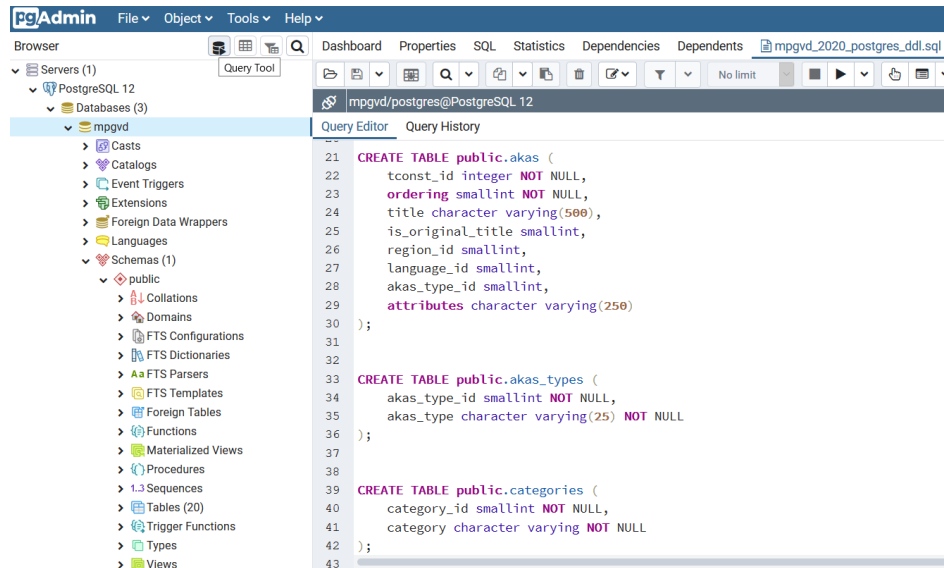 pgAdmin File Object Tools Help
Browser
Query Tool
Dashboard Properties SQL Statistics Dependencies Dependents mpgvd_2020_postgres_ddl.sql
No limit
mpgvd/postgres@PostgreSQL 12
Query Editor Query History
Servers (1)
PostgreSQL 12
Databases (3)
mpgvd
Casts
Catalogs
Event Triggers
Extensions
Foreign Data Wrappers
Languages
Schemas (1)
public
Collations
Domains
FTS Configurations
FTS Dictionaries
Aa FTS Parsers
FTS Templates
Foreign Tables
Functions
Materialized Views
Procedures
1..3 Sequences
Tables (20)
Trigger Functions
Types
Views
21 CREATE TABLE public.akas (
22 tconst_id integer NOT NULL,
23 ordering smallint NOT NULL,
24 title character varying(500),
25 is_original_title smallint,
26 region_id smallint,
27 language_id smallint,
28 akas_type_id smallint,
29 attributes character varying(250)
30 );
31
32
33 CREATE TABLE public.akas_types (
34 akas_type_id smallint NOT NULL,
35 akas_type character varying(25) NOT NULL
36 );
37
38
39 CREATE TABLE public.categories (
40 category_id smallint NOT NULL,
41 category character varying NOT NULL
42 );
43